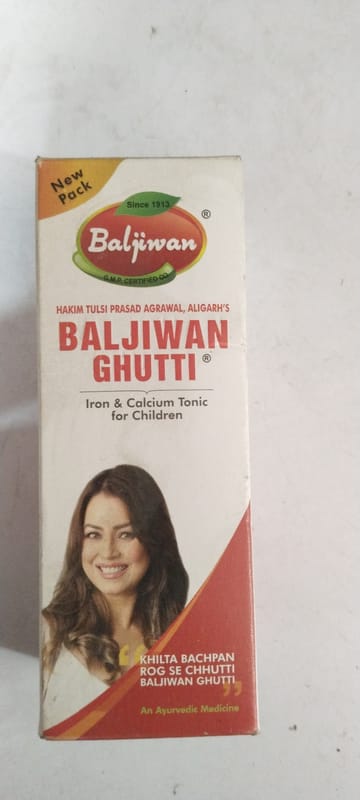 New
Pack
Since 1913
®
Baljiwan
G.M.P. CERTIFIED CO.
HAKIM TULSI PRASAD AGRAWAL, ALIGARH'S
BALJIWAN
GHUTTI®
Iron & Calcium Tonic
for Children
“KHILTA BACHPAN
ROG SE CHHUTTI
BALJIWAN GHUTTI”
An Ayurvedic Medicine